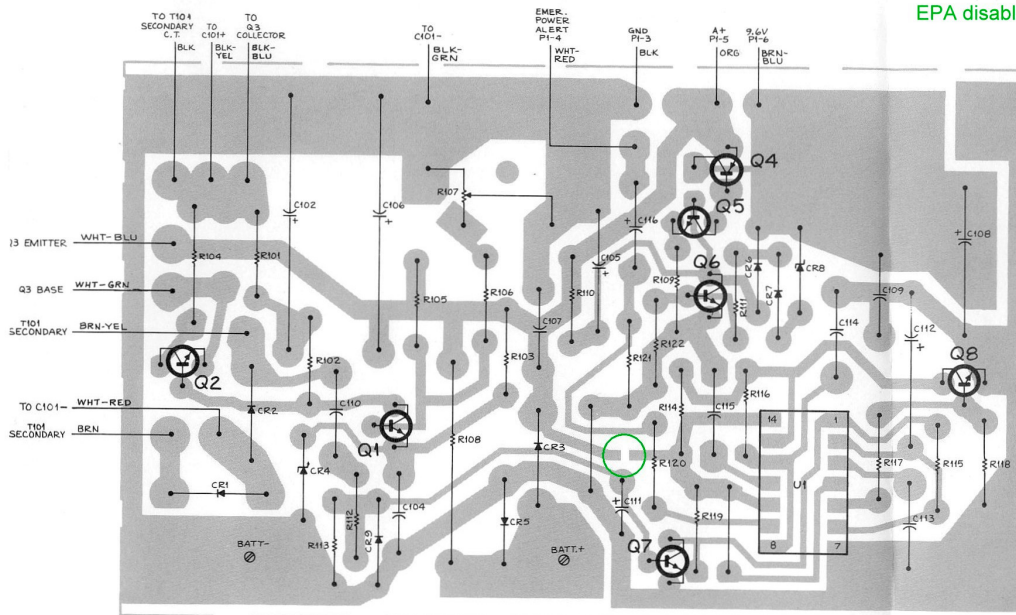 EPA disabl
TO T101
SECONDARY
C.T.
BLK
TO
C101+
BLK-
YEL
TO
Q3
COLLECTOR
BLK-
BLU
TO
C101-
BLK-
GRN
EMER.
POWER
ALERT
P1-4
WHT-
RED
GND
P1-3
BLK
A+
P1-5
ORG
9.6V
P1-6
BRN-
BLU
Q4
R107
Q5
C102
C106
C116
C108
Q3 EMITTER WHT-BLU
R104
R101
C105
Q6
CR6
CR8
Q3 BASE WHT-GRN
R105
R106
R110
R109
R111
CR7
C109
T101
SECONDARY BRN-YEL
C107
R122
C114
C112
R102
R103
R121
Q8
Q2
TO C101- WHT-RED
CR2
C110
R114
C115
R116
T101
SECONDARY BRN
Q1
R108
CR3
14
1
CR4
R120
R117
R115
R118
CR1
U1
R112
C104
CR5
C111
R119
C113
BATT-
R113
CR9
BATT.+
Q7
8
7